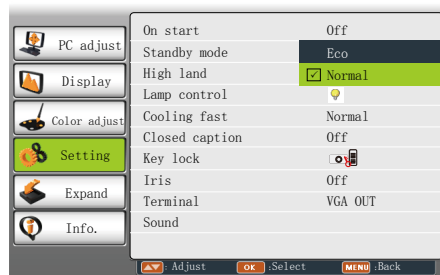 PC adjust
Display
Color adjust
Setting
Expand
Info.
On start Off
Standby mode Eco
High land Normal
Lamp control
Cooling fast Normal
Closed caption Off
Key lock
Iris Off
Terminal VGA OUT
Sound
: Adjust OK :Select MENU :Back